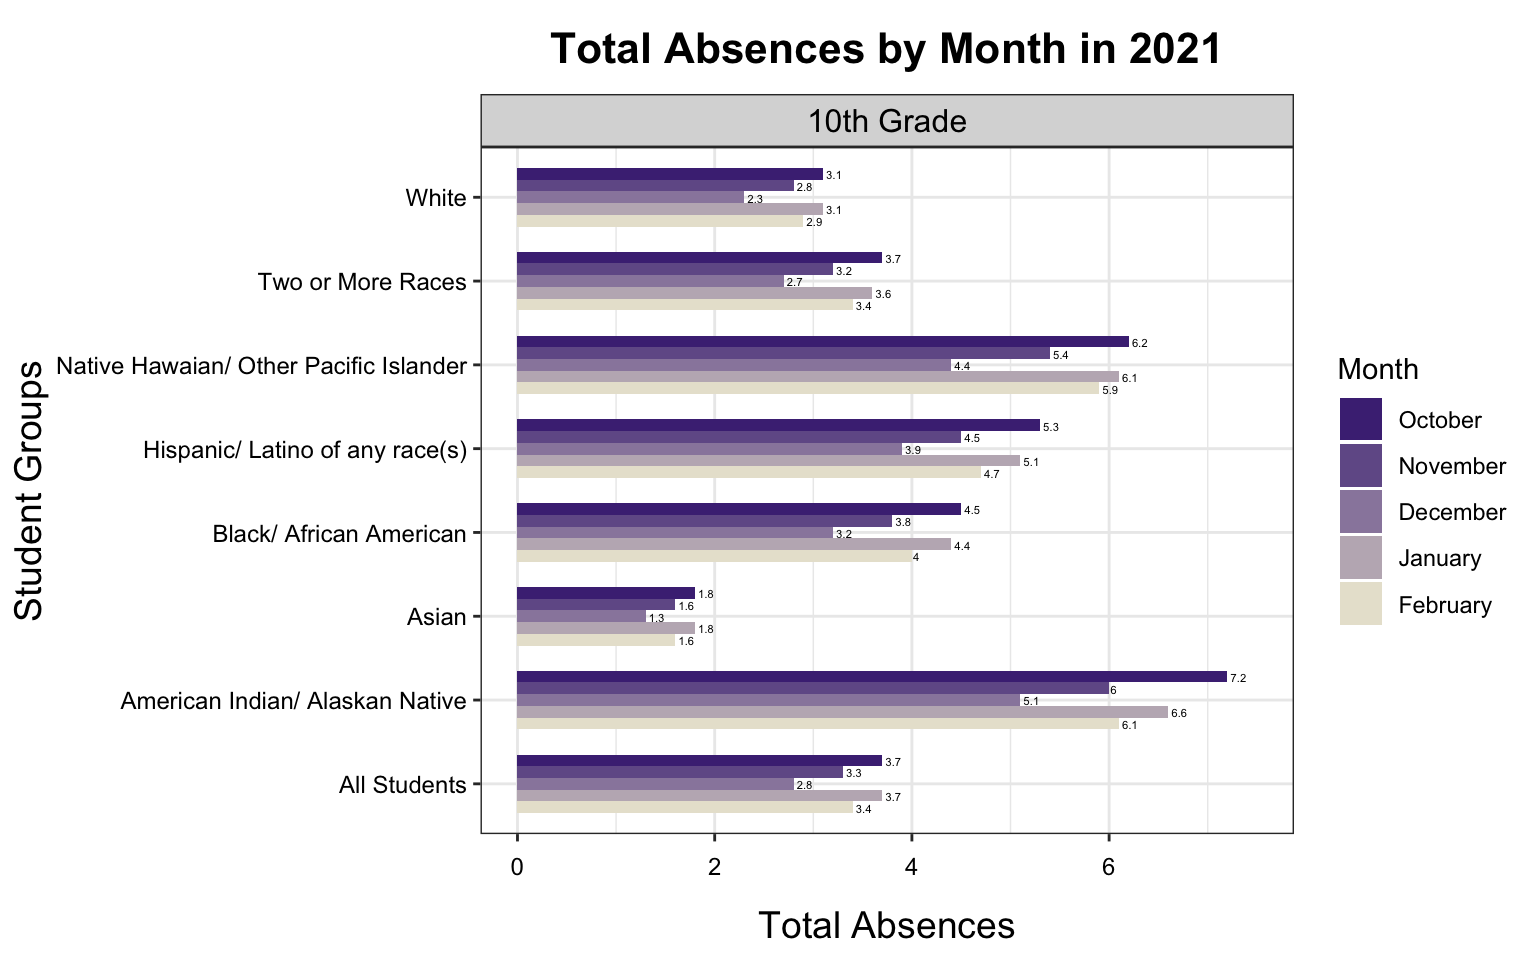 Total Absences by Month in 2021
10th Grade
Student Groups
White
3.1
2.8
2.3
3.1
2.9
Two or More Races
3.7
3.2
2.7
3.6
3.4
Native Hawaian/ Other Pacific Islander
6.2
5.4
4.4
6.1
5.9
Hispanic/ Latino of any race(s)
5.3
4.5
3.9
5.1
4.7
Black/ African American
4.5
3.8
3.2
4.4
4
Asian
1.8
1.6
1.3
1.8
1.6
American Indian/ Alaskan Native
7.2
6
5.1
6.6
6.1
All Students
3.7
3.3
2.8
3.7
3.4
0 2 4 6
Total Absences
Month
October
November
December
January
February